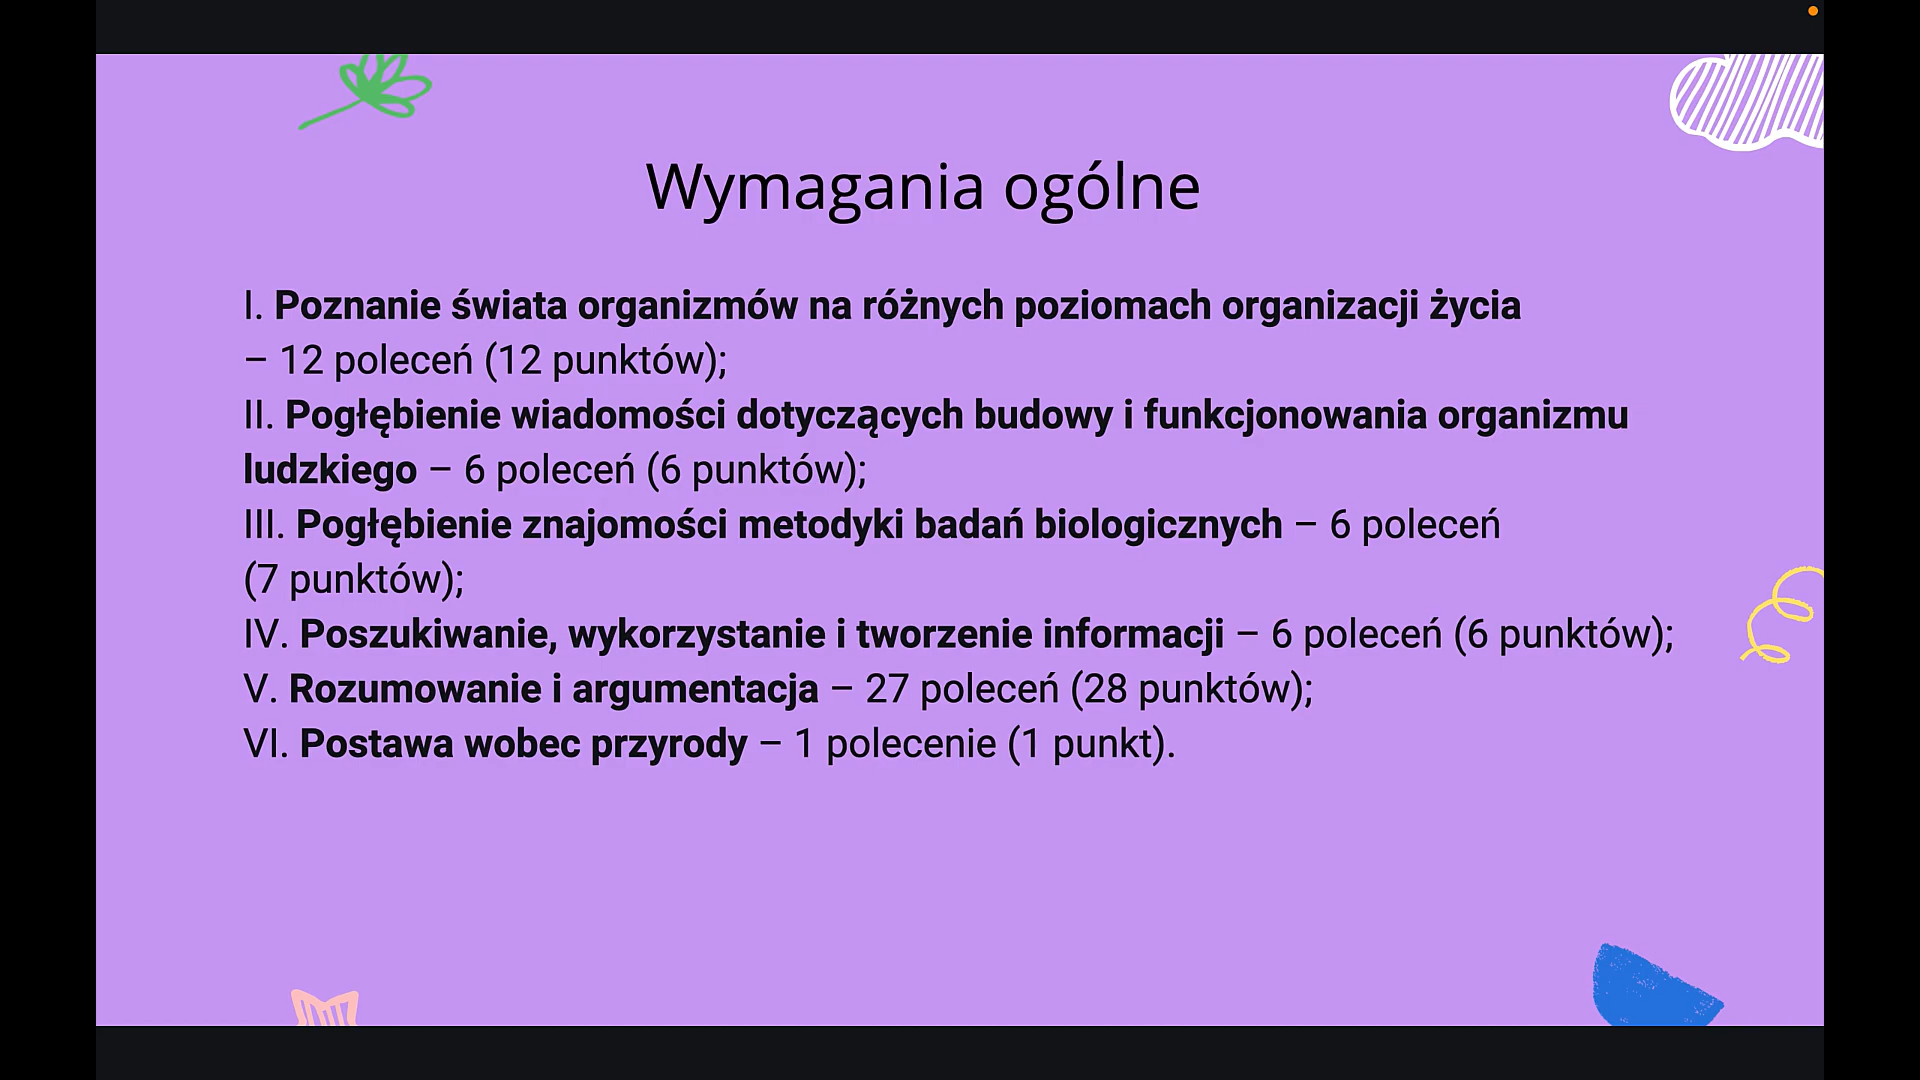 Wymagania ogólne
I. Poznanie świata organizmów na różnych poziomach organizacji życia
– 12 poleceń (12 punktów);
II. Pogłębienie wiadomości dotyczących budowy i funkcjonowania organizmu
ludzkiego – 6 poleceń (6 punktów);
III. Pogłębienie znajomości metodyki badań biologicznych – 6 poleceń
(7 punktów);
IV. Poszukiwanie, wykorzystanie i tworzenie informacji – 6 poleceń (6 punktów);
V. Rozumowanie i argumentacja – 27 poleceń (28 punktów);
VI. Postawa wobec przyrody – 1 polecenie (1 punkt).